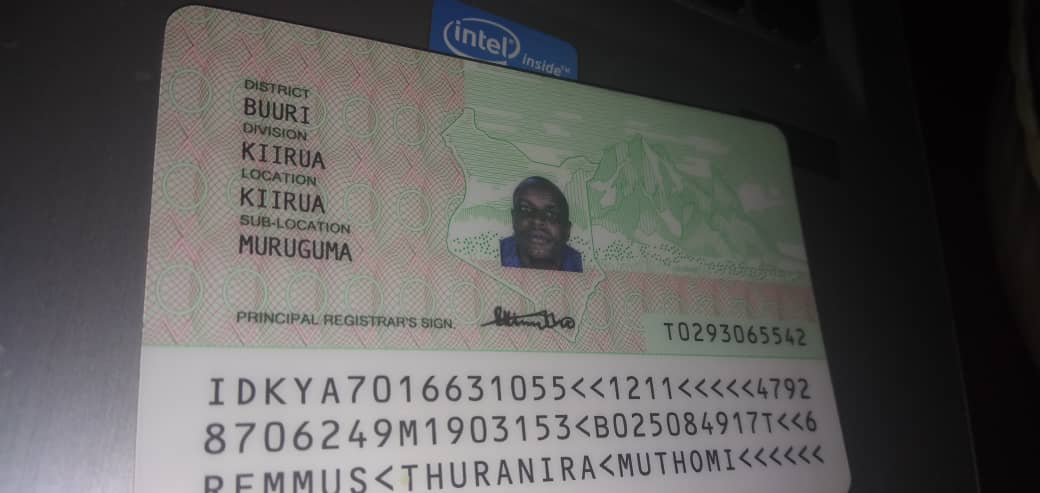 intel®
inside™
DISTRICT
BUURI
DIVISION
KIIRUA
LOCATION
KIIRUA
SUB-LOCATION
MURUGUMA
PRINCIPAL REGISTRAR'S SIGN.
T0293065542
IDKYA7016631055<<1211<<<<<4792
8706249M1903153<B025084917T<<6
REMMUS<THURANIRA<MUTHOMI<<<<<<